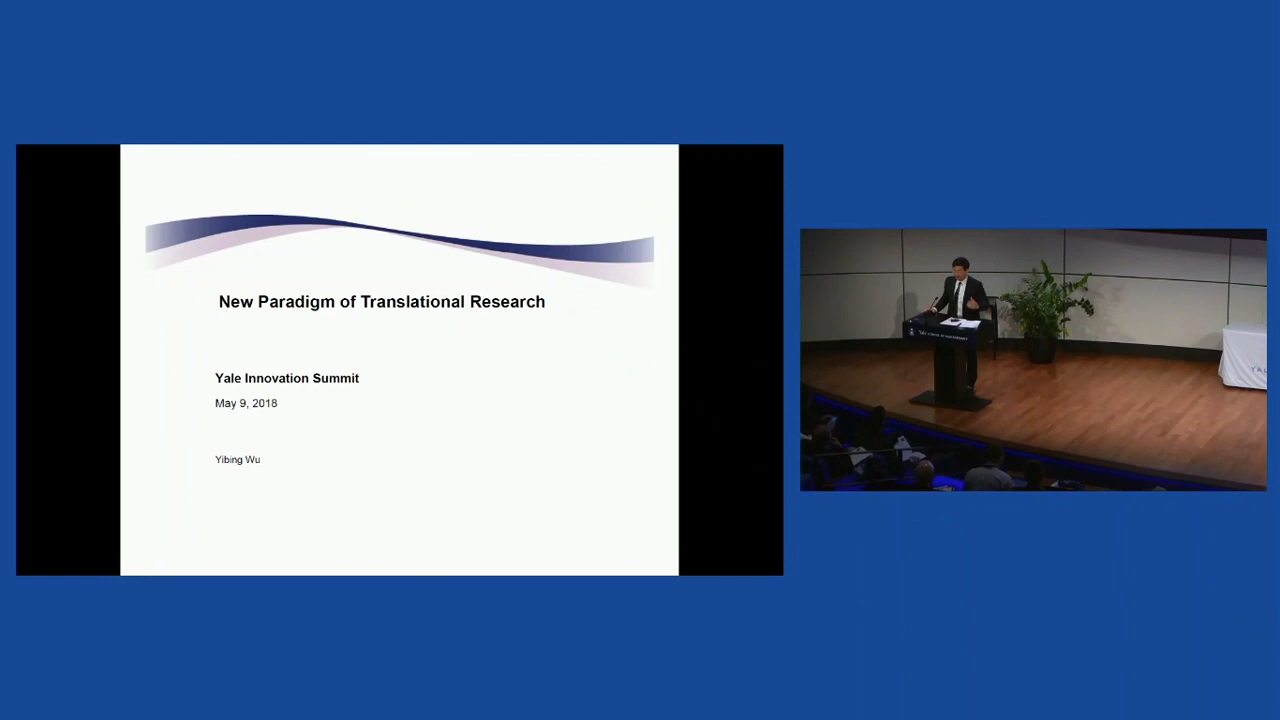 New Paradigm of Translational Research
Yale Innovation Summit
May 9, 2018
Yibing Wu